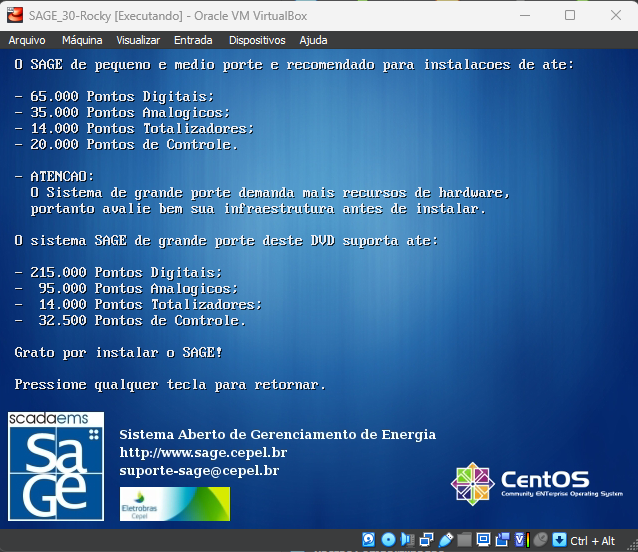 SAGE_30-Rocky [Executando] - Oracle VM VirtualBox
Arquivo Máquina Visualizar Entrada Dispositivos Ajuda
O SAGE de pequeno e medio porte e recomendado para instalacoes de ate:
- 65.000 Pontos Digitais;
- 35.000 Pontos Analogicos;
- 14.000 Pontos Totalizadores;
- 20.000 Pontos de Controle.
- ATENCAO:
O Sistema de grande porte demanda mais recursos de hardware,
portanto avalie bem sua infraestrutura antes de instalar.
O sistema SAGE de grande porte deste DVD suporta ate:
- 215.000 Pontos Digitais;
- 95.000 Pontos Analogicos;
- 14.000 Pontos Totalizadores;
- 32.500 Pontos de Controle.
Grato por instalar o SAGE!
Pressione qualquer tecla para retornar.
scadaems
SAGE
Sistema Aberto de Gerenciamento de Energia
http://www.sage.cepel.br
suporte-sage@cepel.br
Eletrobras
Cepel
CentOS
Community ENTerprise Operating System
Ctrl + Alt